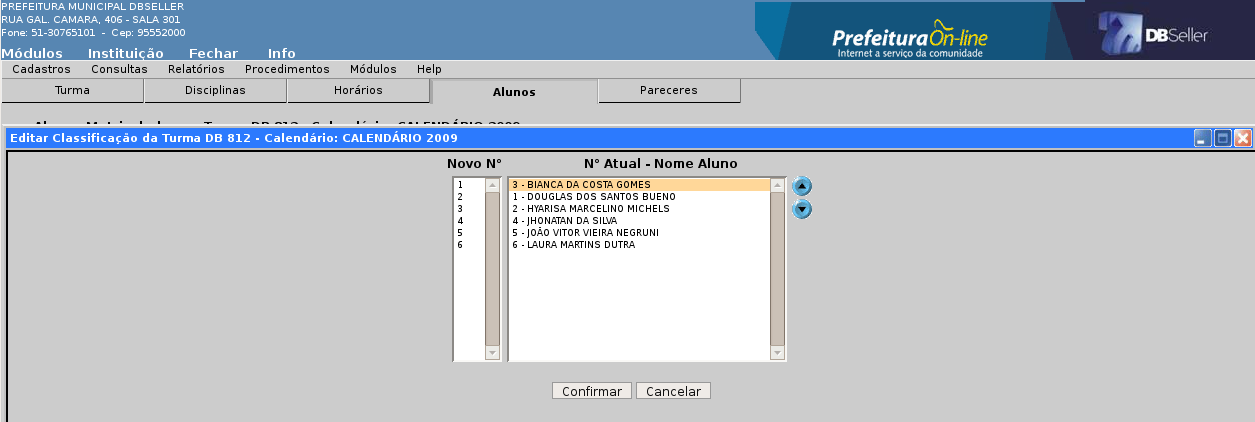 PREFEITURA MUNICIPAL DBSELLER
RUA GAL. CAMARA, 406 - SALA 301
Fone: 51-30765101 - Cep: 95552000
Prefeitura On-line
Internet a serviço da comunidade
DBSeller
Módulos Instituição Fechar Info
Cadastros Consultas Relatórios Procedimentos Módulos Help
Turma Disciplinas Horários Alunos Pareceres
Editar Classificação da Turma DB 812 - Calendário: CALENDÁRIO 2009
Novo N° N° Atual - Nome Aluno
1 3 - BIANCA DA COSTA GOMES
2 1 - DOUGLAS DOS SANTOS BUENO
3 2 - HYARISA MARCELINO MICHELS
4 4 - JHONATAN DA SILVA
5 5 - JOÃO VITOR VIEIRA NEGRUNI
6 6 - LAURA MARTINS DUTRA
Confirmar Cancelar